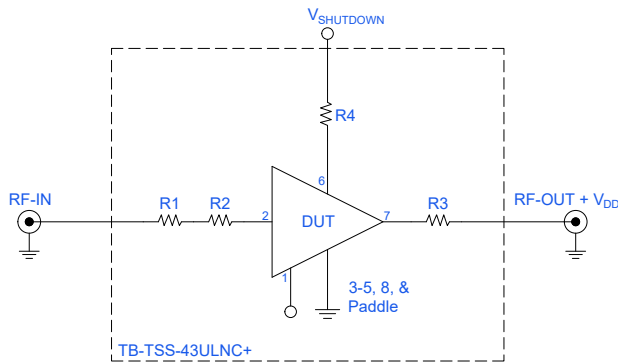 VSHUTDOWN
R4
6
RF-IN
R1
R2
2
DUT
7
R3
RF-OUT + VDD
1
3-5, 8, &
Paddle
TB-TSS-43ULNC+